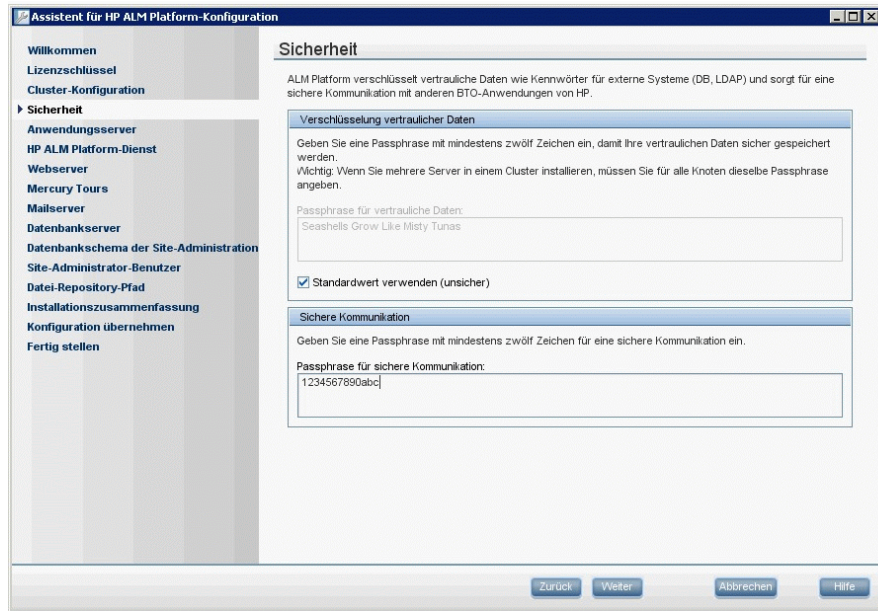 Assistent für HP ALM Platform-Konfiguration
Willkommen
Lizenzschlüssel
Cluster-Konfiguration
Sicherheit
Anwendungsserver
HP ALM Platform-Dienst
Webserver
Mercury Tours
Mailserver
Datenbankserver
Datenbankschema der Site-Administration
Site-Administrator-Benutzer
Datei-Repository-Pfad
Installationszusammenfassung
Konfiguration übernehmen
Fertig stellen
Sicherheit
ALM Platform verschlüsselt vertrauliche Daten wie Kennwörter für externe Systeme (DB, LDAP) und sorgt für eine
sichere Kommunikation mit anderen BTO-Anwendungen von HP.
Verschlüsselung vertraulicher Daten
Geben Sie eine Passphrase mit mindestens zwölf Zeichen ein, damit Ihre vertraulichen Daten sicher gespeichert
werden.
Wichtig: Wenn Sie mehrere Server in einem Cluster installieren, müssen Sie für alle Knoten dieselbe Passphrase
angeben.
Passphrase für vertrauliche Daten:
Seashells Grow Like Misty Tunas
Standardwert verwenden (unsicher)
Sichere Kommunikation
Geben Sie eine Passphrase mit mindestens zwölf Zeichen für eine sichere Kommunikation ein.
Passphrase für sichere Kommunikation:
1234567890abc
Zurück
Weiter
Abbrechen
Hilfe